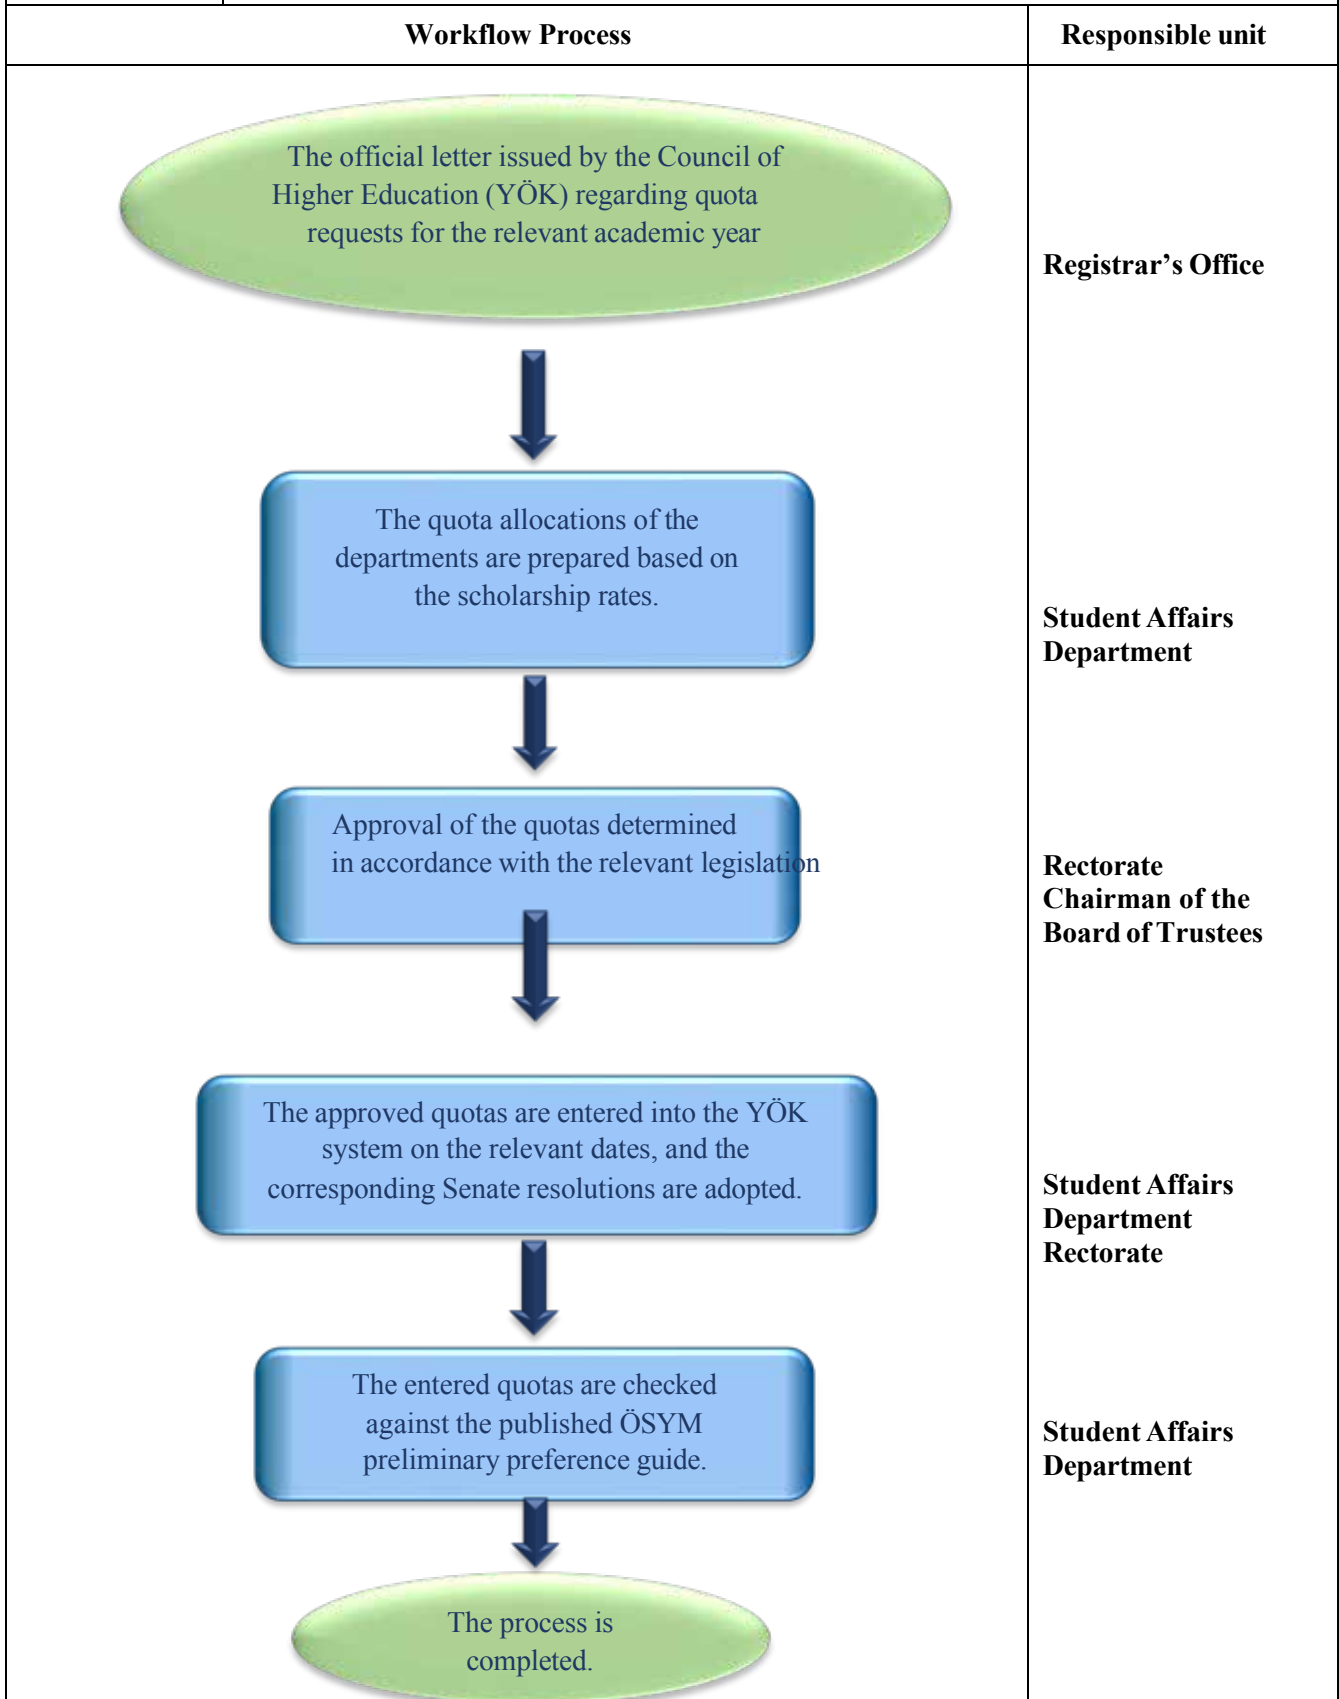 Workflow Process
Responsible unit
The official letter issued by the Council of
Higher Education (YÖK) regarding quota
requests for the relevant academic year
Registrar’s Office
The quota allocations of the
departments are prepared based on
the scholarship rates.
Student Affairs
Department
Approval of the quotas determined
in accordance with the relevant legislation
Rectorate
Chairman of the
Board of Trustees
The approved quotas are entered into the YÖK
system on the relevant dates, and the
corresponding Senate resolutions are adopted.
Student Affairs
Department
Rectorate
The entered quotas are checked
against the published ÖSYM
preliminary preference guide.
Student Affairs
Department
The process is
completed.